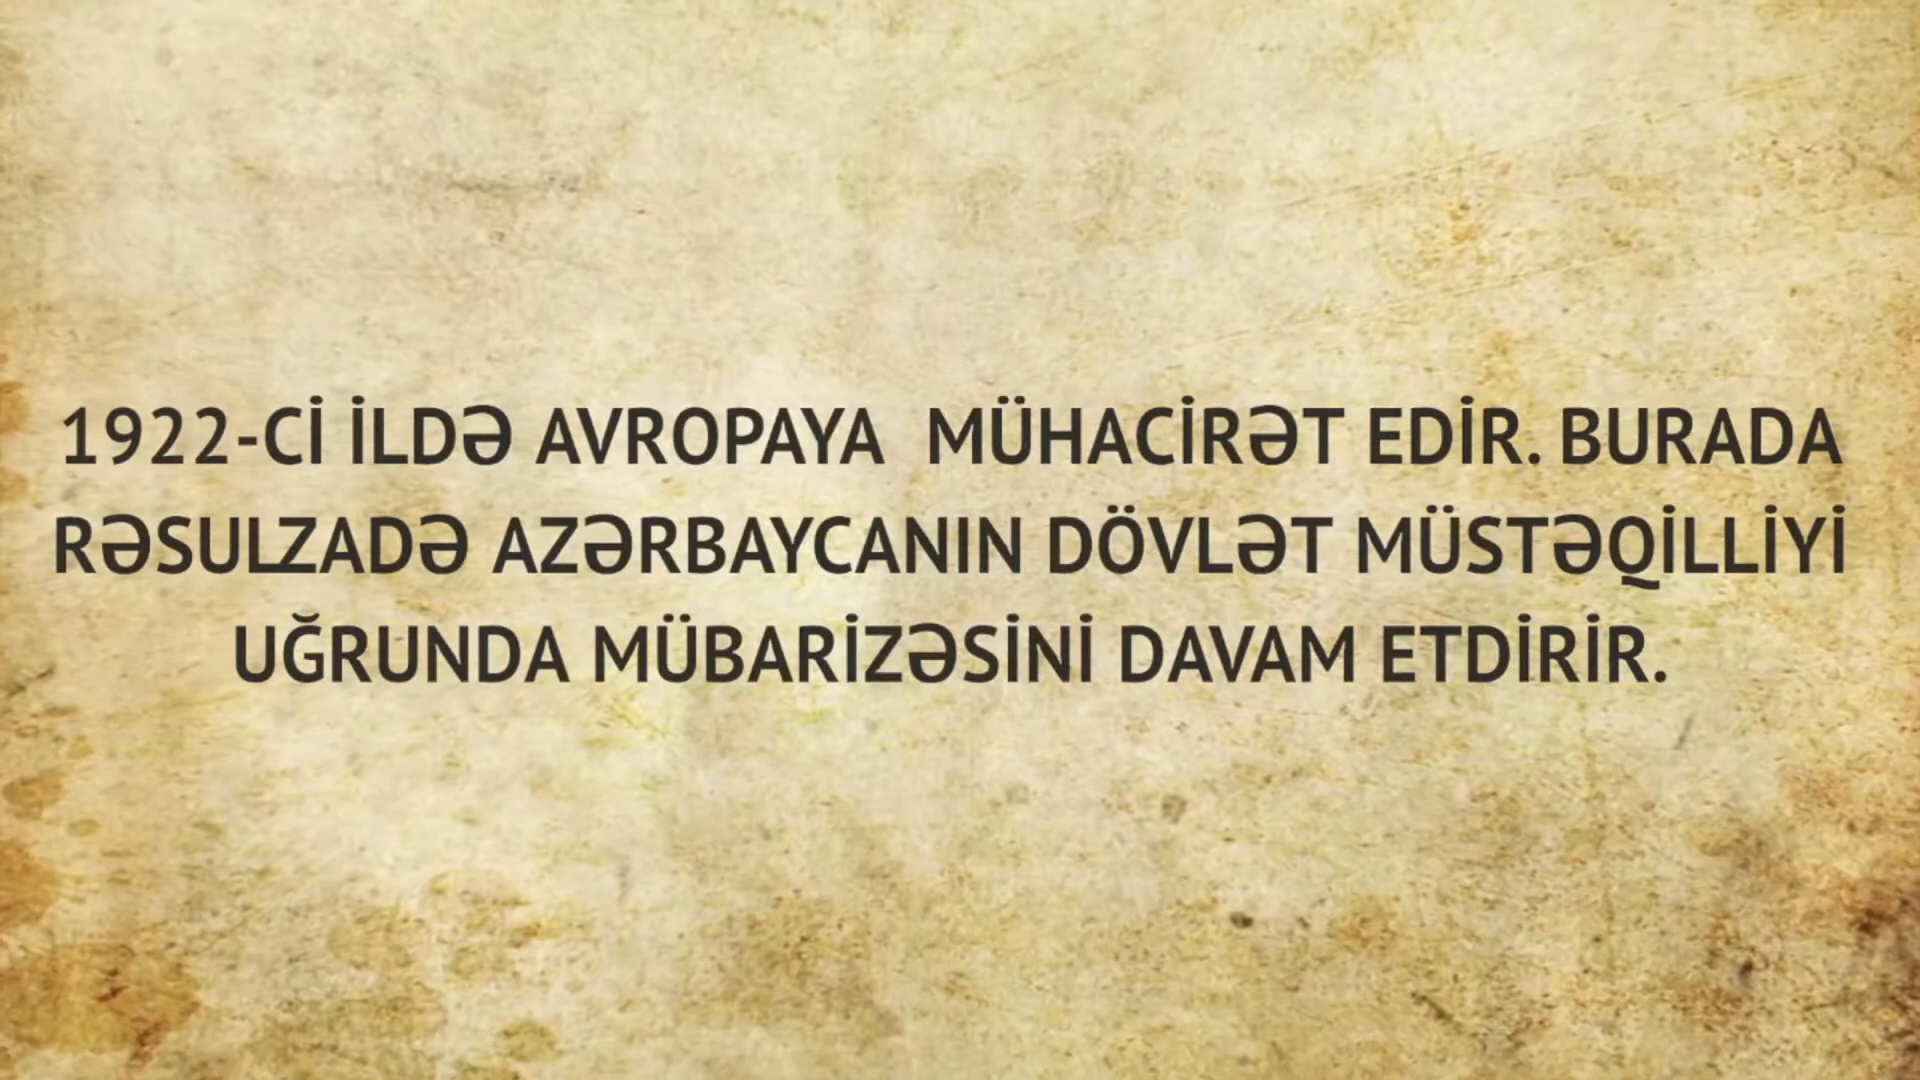 1922-Cİ İLDƏ AVROPAYA  MÜHACİRƏT EDİR. BURADA
RƏSULZADƏ AZƏRBAYCANIN DÖVLƏT MÜSTƏQİLLİYİ
UĞRUNDA MÜBARİZƏSİNİ DAVAM ETDİRİR.